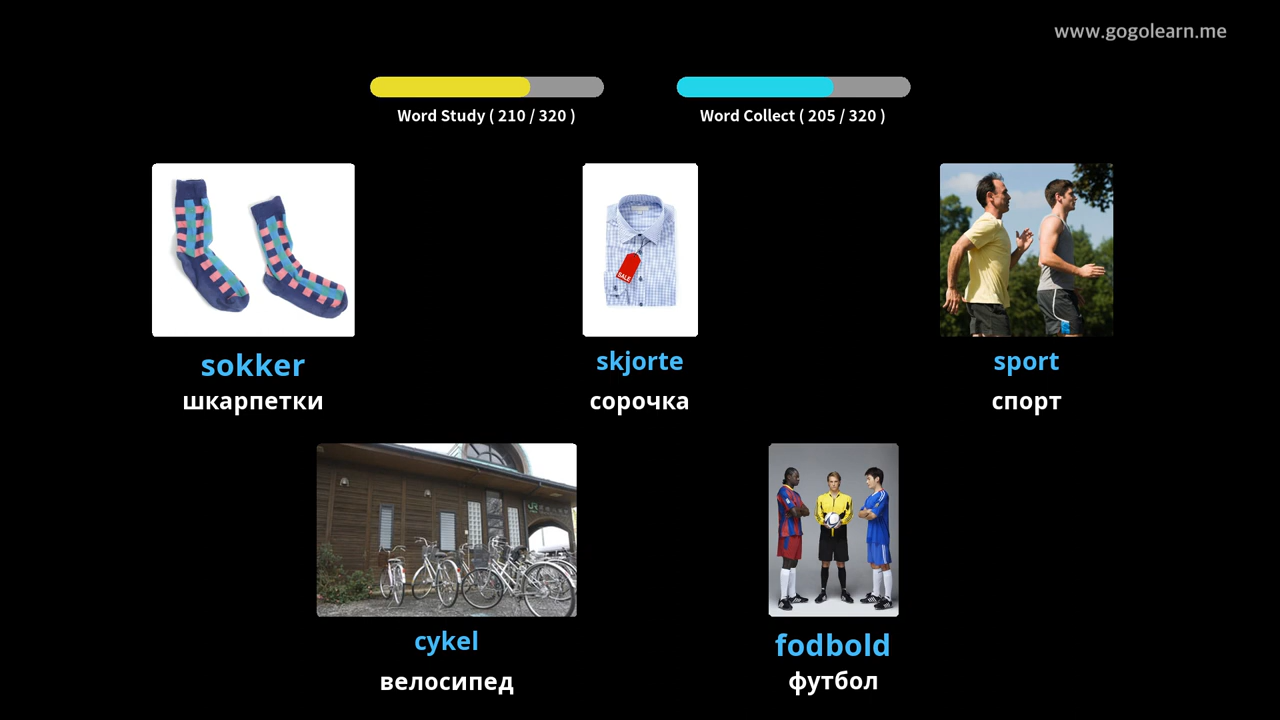 www.gogolearn.me
Word Study ( 210 / 320 )
Word Collect ( 205 / 320 )
SALE
sokker
skjorte
sport
шкарпетки
сорочка
спорт
JR
cykel
fodbold
велосипед
футбол